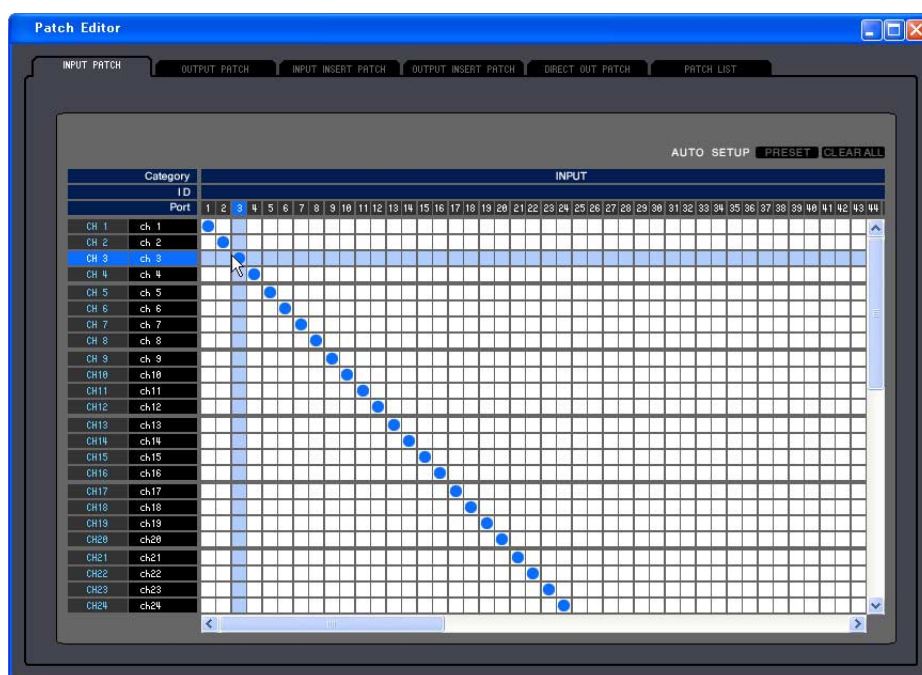 Patch Editor
INPUT PATCH OUTPUT PATCH INPUT INSERT PATCH OUTPUT INSERT PATCH DIRECT OUT PATCH PATCH LIST
AUTO SETUP PRESET CLEAR ALL
Category INPUT
ID
Port 1 2 3 4 5 6 7 8 9 10 11 12 13 14 15 16 17 18 19 20 21 22 23 24 25 26 27 28 29 30 31 32 33 34 35 36 37 38 39 40 41 42 43 44
CH 1 ch 1
CH 2 ch 2
CH 3 ch 3
CH 4 ch 4
CH 5 ch 5
CH 6 ch 6
CH 7 ch 7
CH 8 ch 8
CH 9 ch 9
CH10 ch10
CH11 ch11
CH12 ch12
CH13 ch13
CH14 ch14
CH15 ch15
CH16 ch16
CH17 ch17
CH18 ch18
CH19 ch19
CH20 ch20
CH21 ch21
CH22 ch22
CH23 ch23
CH24 ch24